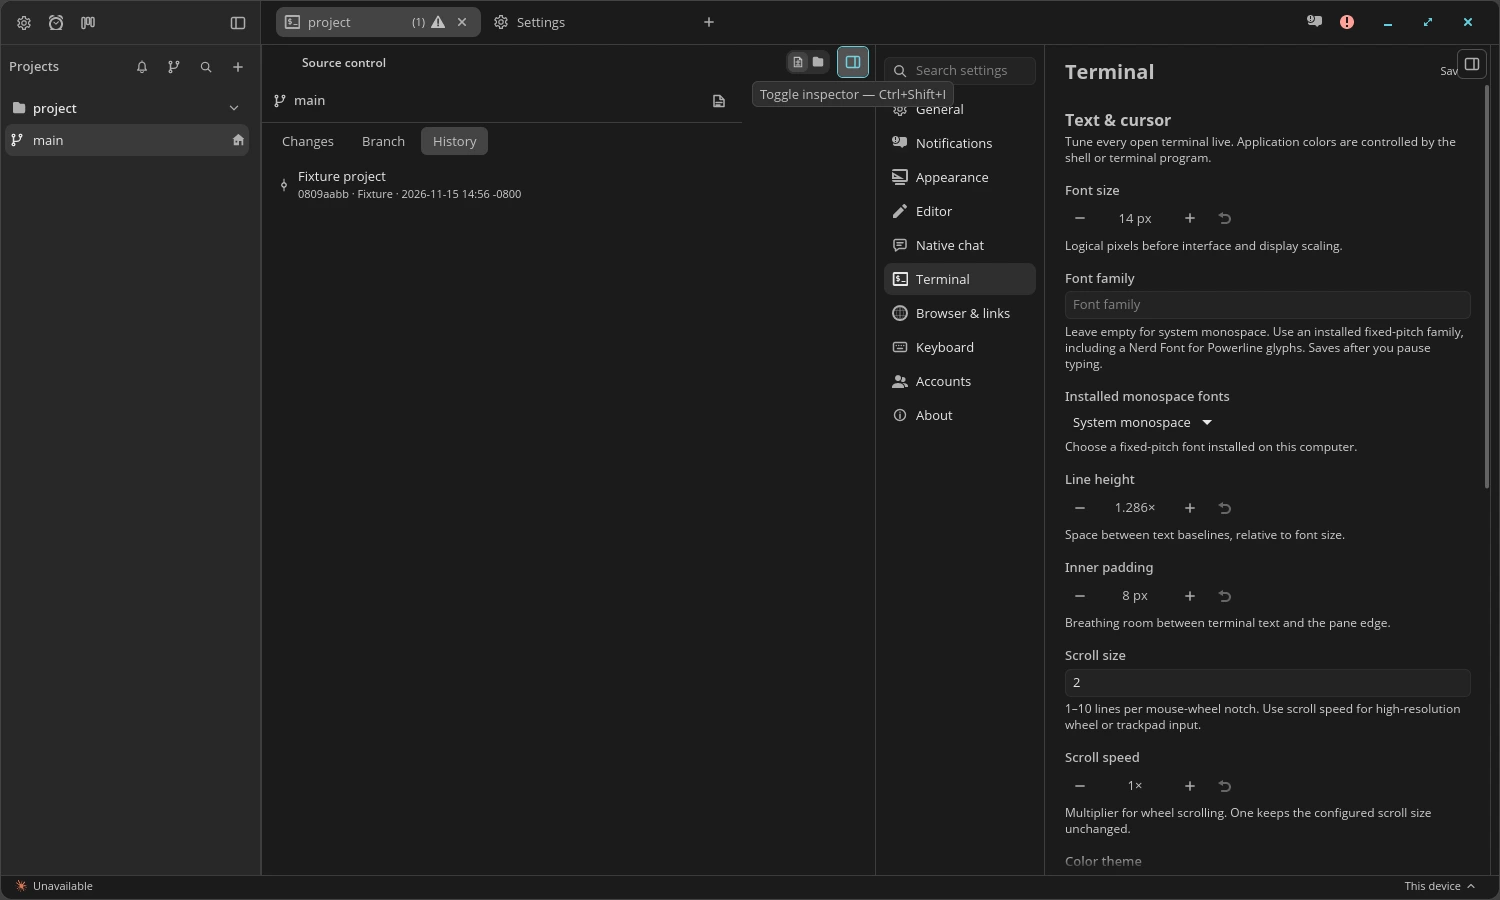 project
(1)
Settings
Projects
project
main
Source control
Toggle inspector — Ctrl+Shift+I
main
Changes
Branch
History
Fixture project
0809aabb · Fixture · 2026-11-15 14:56 -0800
Search settings
General
Notifications
Appearance
Editor
Native chat
Terminal
Browser & links
Keyboard
Accounts
About
Terminal
Sav
Text & cursor
Tune every open terminal live. Application colors are controlled by the
shell or terminal program.
Font size
14 px
Logical pixels before interface and display scaling.
Font family
Font family
Leave empty for system monospace. Use an installed fixed-pitch family,
including a Nerd Font for Powerline glyphs. Saves after you pause
typing.
Installed monospace fonts
System monospace
Choose a fixed-pitch font installed on this computer.
Line height
1.286×
Space between text baselines, relative to font size.
Inner padding
8 px
Breathing room between terminal text and the pane edge.
Scroll size
2
1–10 lines per mouse-wheel notch. Use scroll speed for high-resolution
wheel or trackpad input.
Scroll speed
1×
Multiplier for wheel scrolling. One keeps the configured scroll size
unchanged.
Color theme
Unavailable
This device